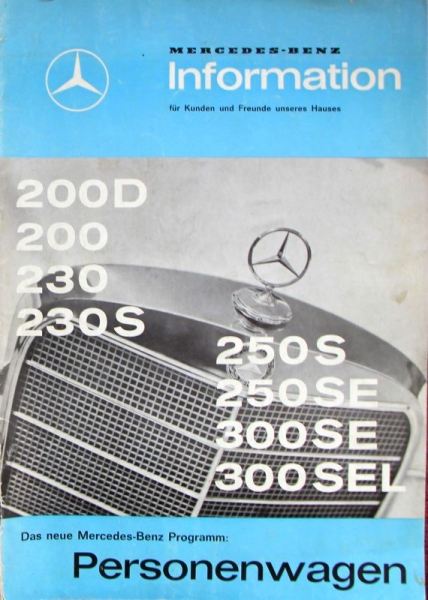 MERCEDES-BENZ
Information
für Kunden und Freunde unseres Hauses
200D
200
230
230S
250S
250SE
300SE
300SEL
Das neue Mercedes-Benz Programm:
Personenwagen